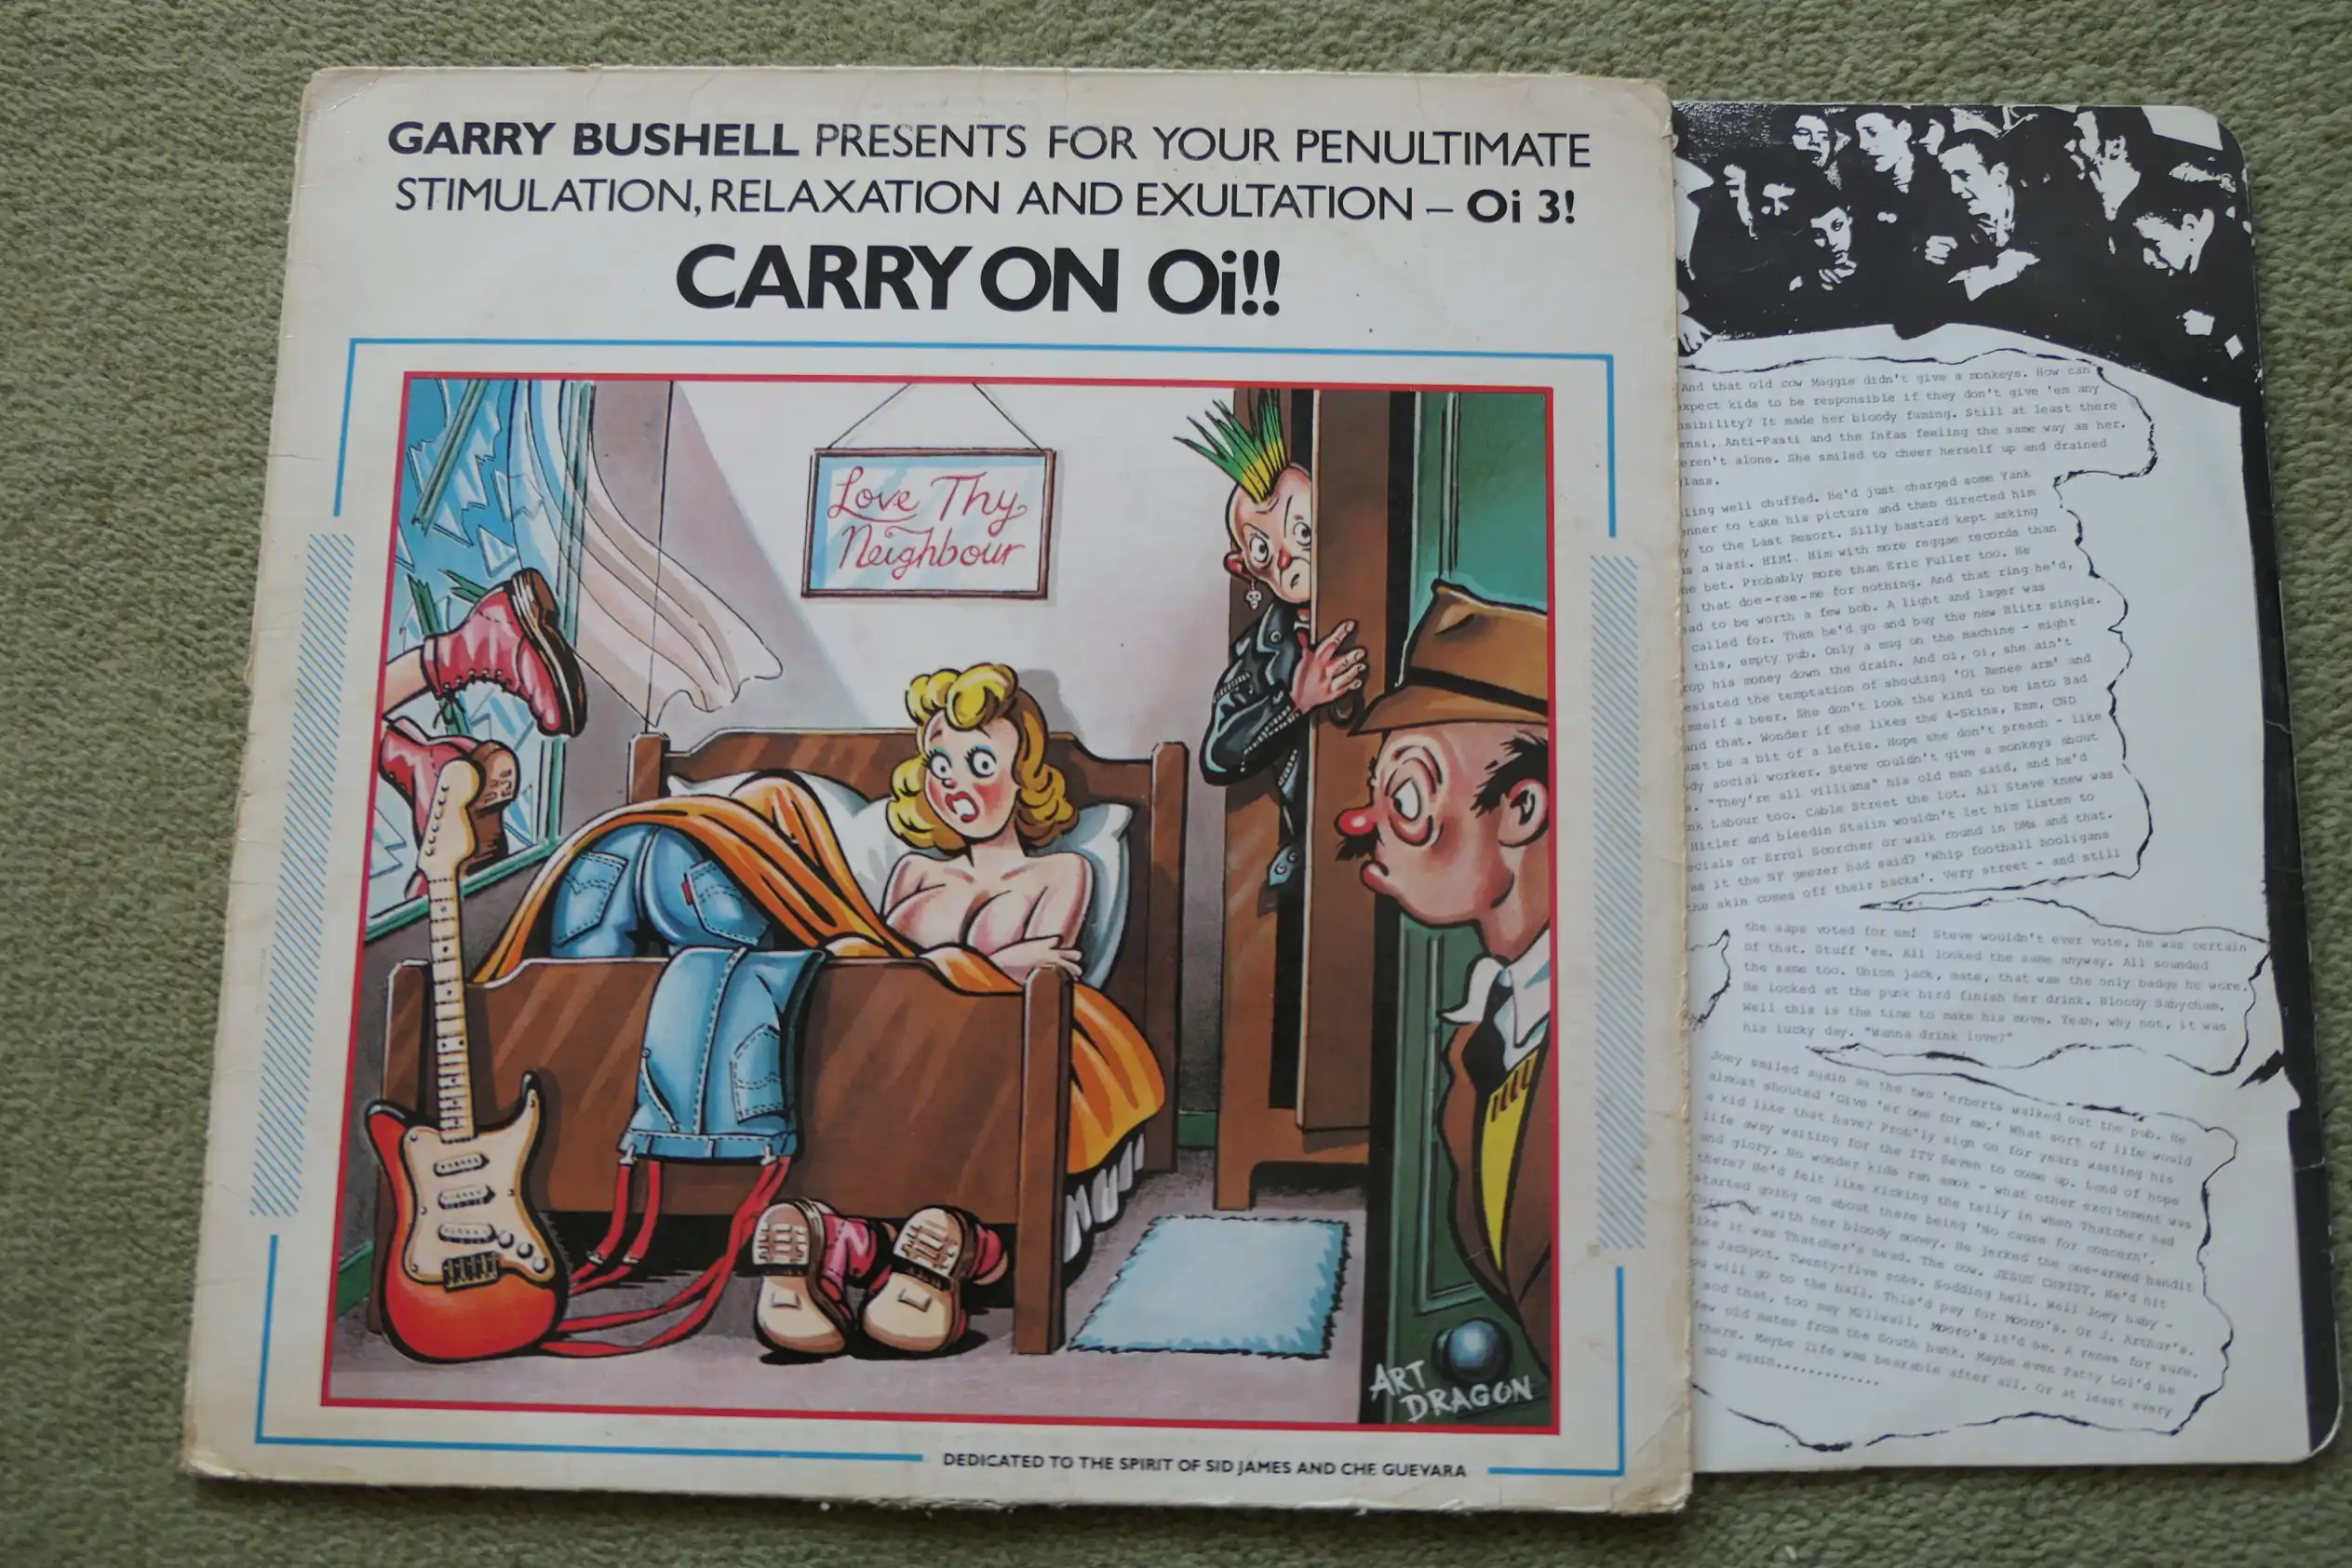 GARRY BUSHELL PRESENTS FOR YOUR PENULTIMATE
STIMULATION, RELAXATION AND EXULTATION – Oi 3!
CARRY ON Oi!!
Love Thy
Neighbour
ART
DRAGON
DEDICATED TO THE SPIRIT OF SID JAMES AND CHE GUEVARA
And that old cow Maggie didn't give a monkeys. How can
expect kids to be responsible if they don't give 'em any
nsibility? It made her bloody fuming. Still at least there
ensi, Anti-Pasti and the Infas feeling the same way as her.
eren't alone. She smiled to cheer herself up and drained
lass.
ling well chuffed. He'd just charged some Yank
nner to take his picture and then directed him
y to the Last Resort. Silly bastard kept asking
as a Nazi. HIM!. Him with more reggae records than
he bet. Probably more than Eric Fuller too. He
l that doe-rae-me for nothing. And that ring he'd,
had to be worth a few bob. A light and lager was
called for. Then he'd go and buy the new Blitz single.
this, empty pub. Only a mug on the machine - might
rop his money down the drain. And oi, oi, she ain't
esisted the temptation of shouting 'Oi Renee arm' and
mself a beer. She don't look the kind to be into Bad
and that. Wonder if she likes the 4-Skins, Emm, CND
ust be a bit of a leftie. Hope she don't preach - like
dy social worker. Steve couldn't give a monkeys about
s. "They're all villians" his old man said, and he'd
nk Labour too. Cable Street the lot. All Steve knew was
Hitler and bleedin Stalin wouldn't let him listen to
ecials or Errol Scorcher or walk round in DMs and that.
as it the NF geezer had said? 'Whip football hooligans
the skin comes off their backs'. Very street - and still
the saps voted for em! Steve wouldn't ever vote, he was certain
of that. Stuff 'em. All looked the same anyway. All sounded
the same too. Union jack, mate, that was the only badge he wore.
He looked at the punk bird finish her drink. Bloody Babycham.
Well this is the time to make his move. Yeah, why not, it was
his lucky day. "Wanna drink love?"
Joey smiled again as the two 'erberts walked out the pub. He
almost shouted 'Give 'er one for me.' What sort of life would
a kid like that have? Prob'ly sign on for years wasting his
life away waiting for the ITV Seven to come up. Land of hope
and glory. No wonder kids ran amok - what other excitement was
there? He'd felt like kicking the telly in when Thatcher had
started going on about there being 'No cause for concern'.
out with her bloody money. He jerked the one-armed bandit
like it was Thatcher's head. The cow. JESUS CHRIST. He'd hit
he Jackpot. Twenty-five sobs. Sodding hell. Well Joey baby -
ou will go to the ball. This'd pay for Mooro's. Or J. Arthur's.
and that, too may Millwall, Mooro's it'd be. A renee for sure.
few old mates from the South bank. Maybe even Fatty Lol'd be
there. Maybe life was bearable after all. Or at least every
and again.............